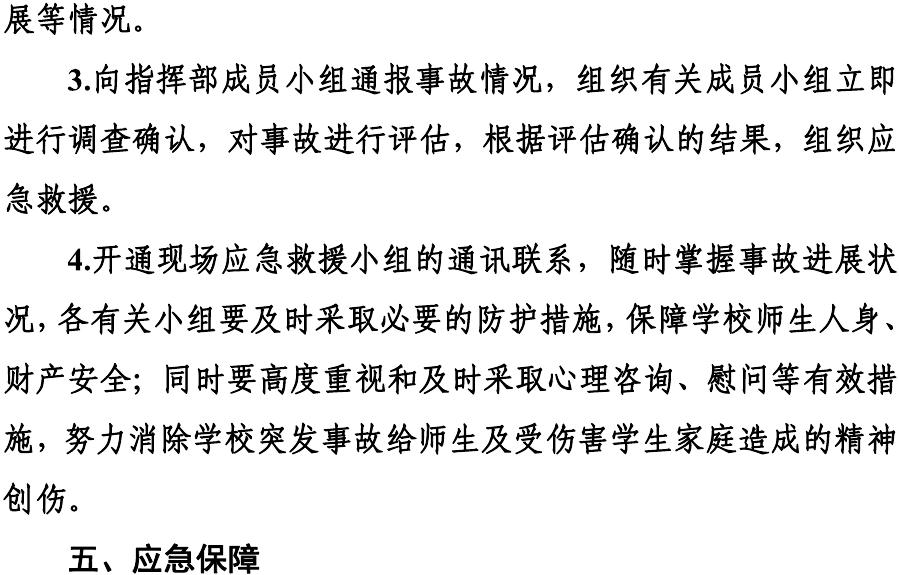 展等情况。
3.向指挥部成员小组通报事故情况，组织有关成员小组立即
进行调查确认，对事故进行评估，根据评估确认的结果，组织应
急救援。
4.开通现场应急救援小组的通讯联系，随时掌握事故进展状
况，各有关小组要及时采取必要的防护措施，保障学校师生人身、
财产安全；同时要高度重视和及时采取心理咨询、慰问等有效措
施，努力消除学校突发事故给师生及受伤害学生家庭造成的精神
创伤。
五、应急保障